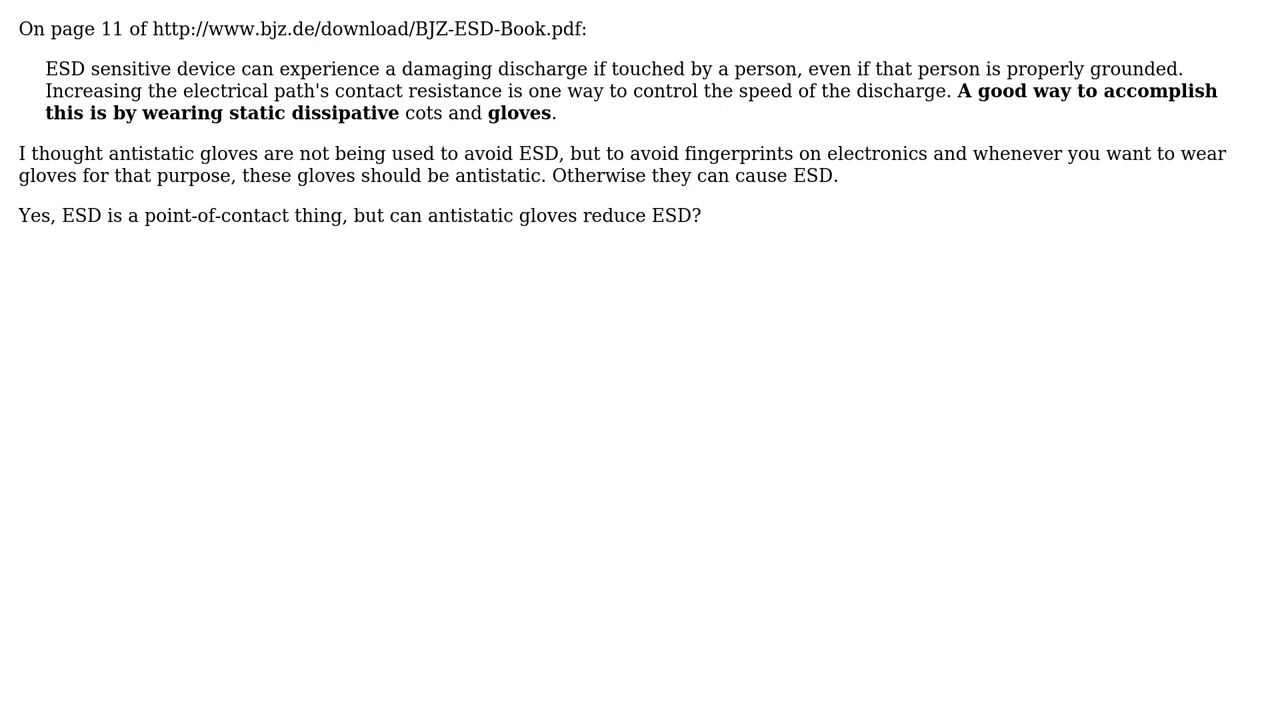 On page 11 of http://www.bjz.de/download/BJZ-ESD-Book.pdf:
ESD sensitive device can experience a damaging discharge if touched by a person, even if that person is properly grounded.
Increasing the electrical path's contact resistance is one way to control the speed of the discharge. A good way to accomplish
this is by wearing static dissipative cots and gloves.
I thought antistatic gloves are not being used to avoid ESD, but to avoid fingerprints on electronics and whenever you want to wear
gloves for that purpose, these gloves should be antistatic. Otherwise they can cause ESD.
Yes, ESD is a point-of-contact thing, but can antistatic gloves reduce ESD?